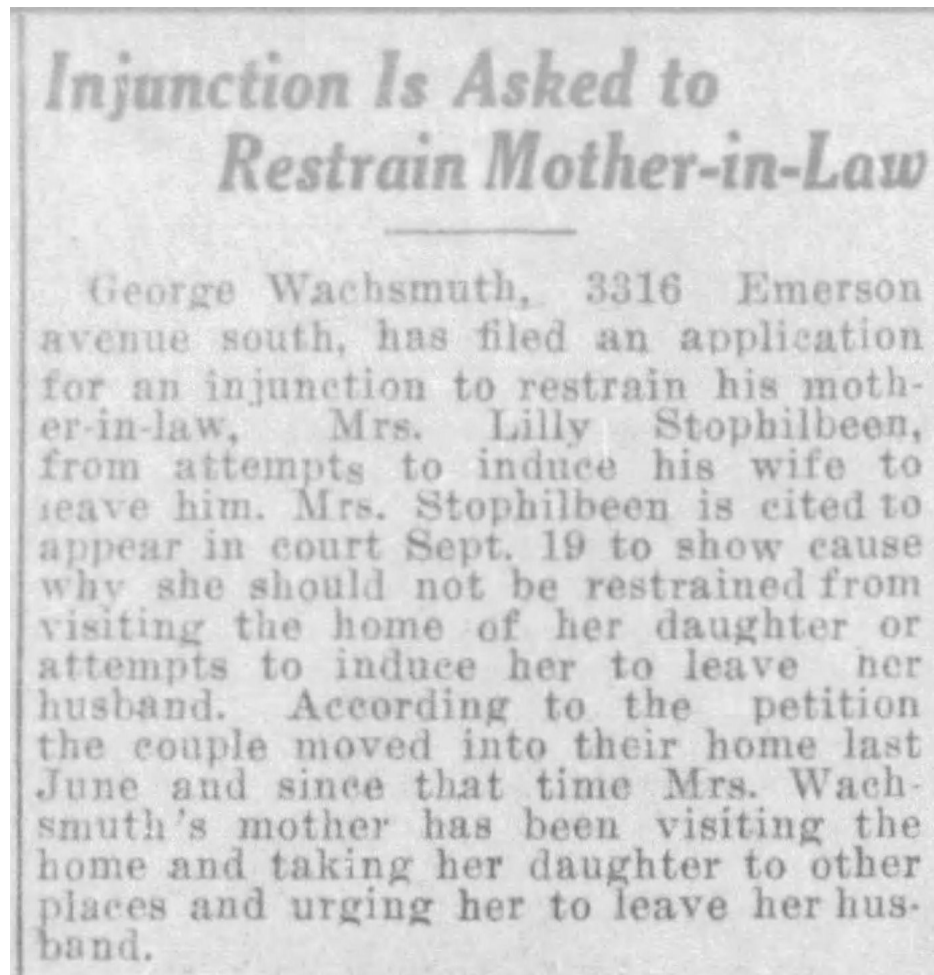 Injunction Is Asked to
Restrain Mother-in-Law
George Wachsmuth, 3316 Emerson
avenue south, has filed an application
for an injunction to restrain his moth-
er-in-law, Mrs. Lilly Stophilbeen,
from attempts to induce his wife to
leave him. Mrs. Stophilbeen is cited to
appear in court Sept. 19 to show cause
why she should not be restrained from
visiting the home of her daughter or
attempts to induce her to leave her
husband. According to the petition
the couple moved into their home last
June and since that time Mrs. Wach-
smuth's mother has been visiting the
home and taking her daughter to other
places and urging her to leave her hus-
band.